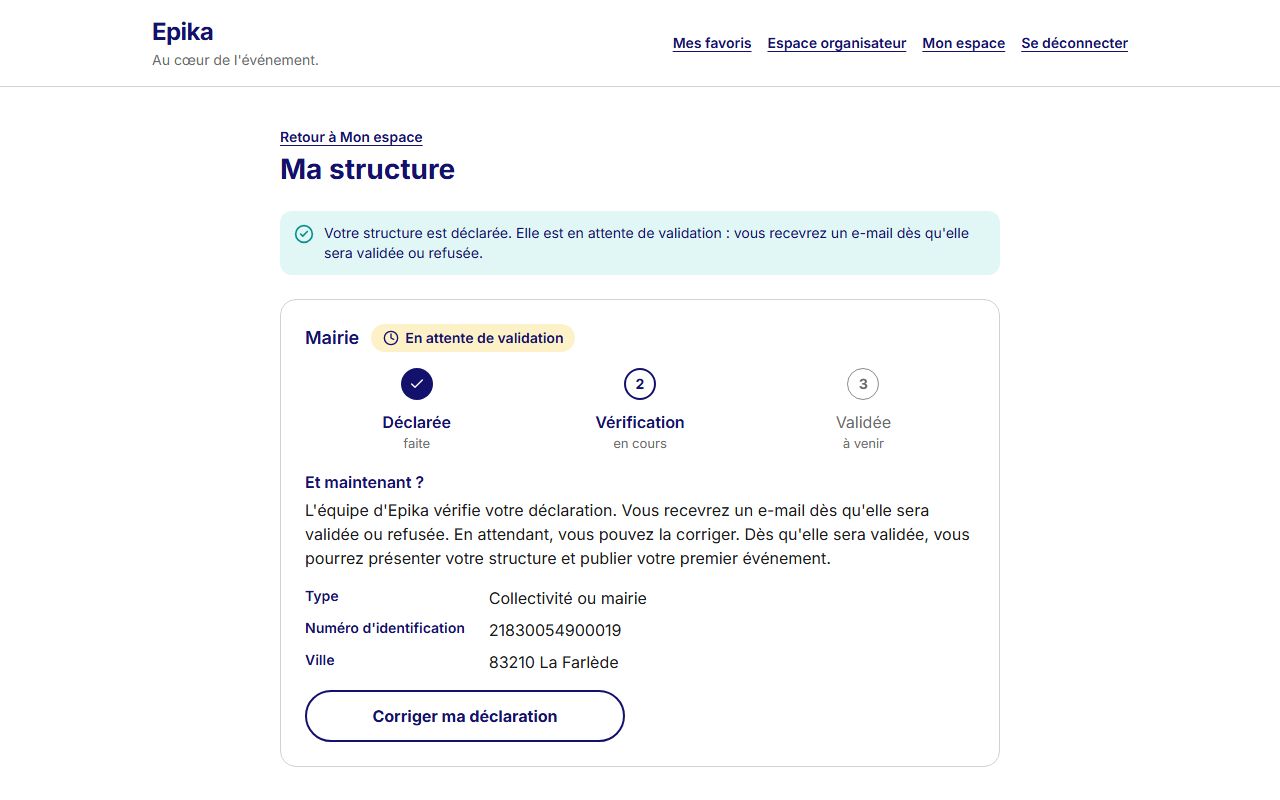 Epika
Au cœur de l'événement.
Mes favoris Espace organisateur Mon espace Se déconnecter
Retour à Mon espace
Ma structure
Votre structure est déclarée. Elle est en attente de validation : vous recevrez un e-mail dès qu'elle
sera validée ou refusée.
Mairie En attente de validation
2 3
Déclarée Vérification Validée
faite en cours à venir
Et maintenant ?
L'équipe d'Epika vérifie votre déclaration. Vous recevrez un e-mail dès qu'elle sera
validée ou refusée. En attendant, vous pouvez la corriger. Dès qu'elle sera validée, vous
pourrez présenter votre structure et publier votre premier événement.
Type Collectivité ou mairie
Numéro d'identification 21830054900019
Ville 83210 La Farlède
Corriger ma déclaration